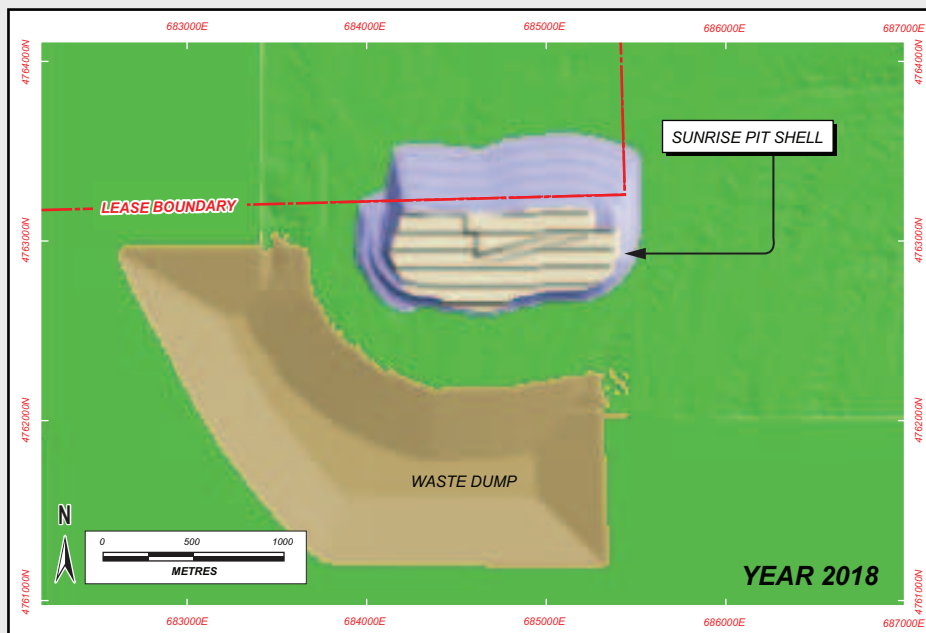 683000E 684000E 685000E 686000E 687000E
4764000N 4764000N
SUNRISE PIT SHELL
LEASE BOUNDARY
4763000N 4763000N
4762000N 4762000N
WASTE DUMP
N
0 500 1000
METRES
YEAR 2018
4761000N 4761000N
683000E 684000E 685000E 686000E 687000E